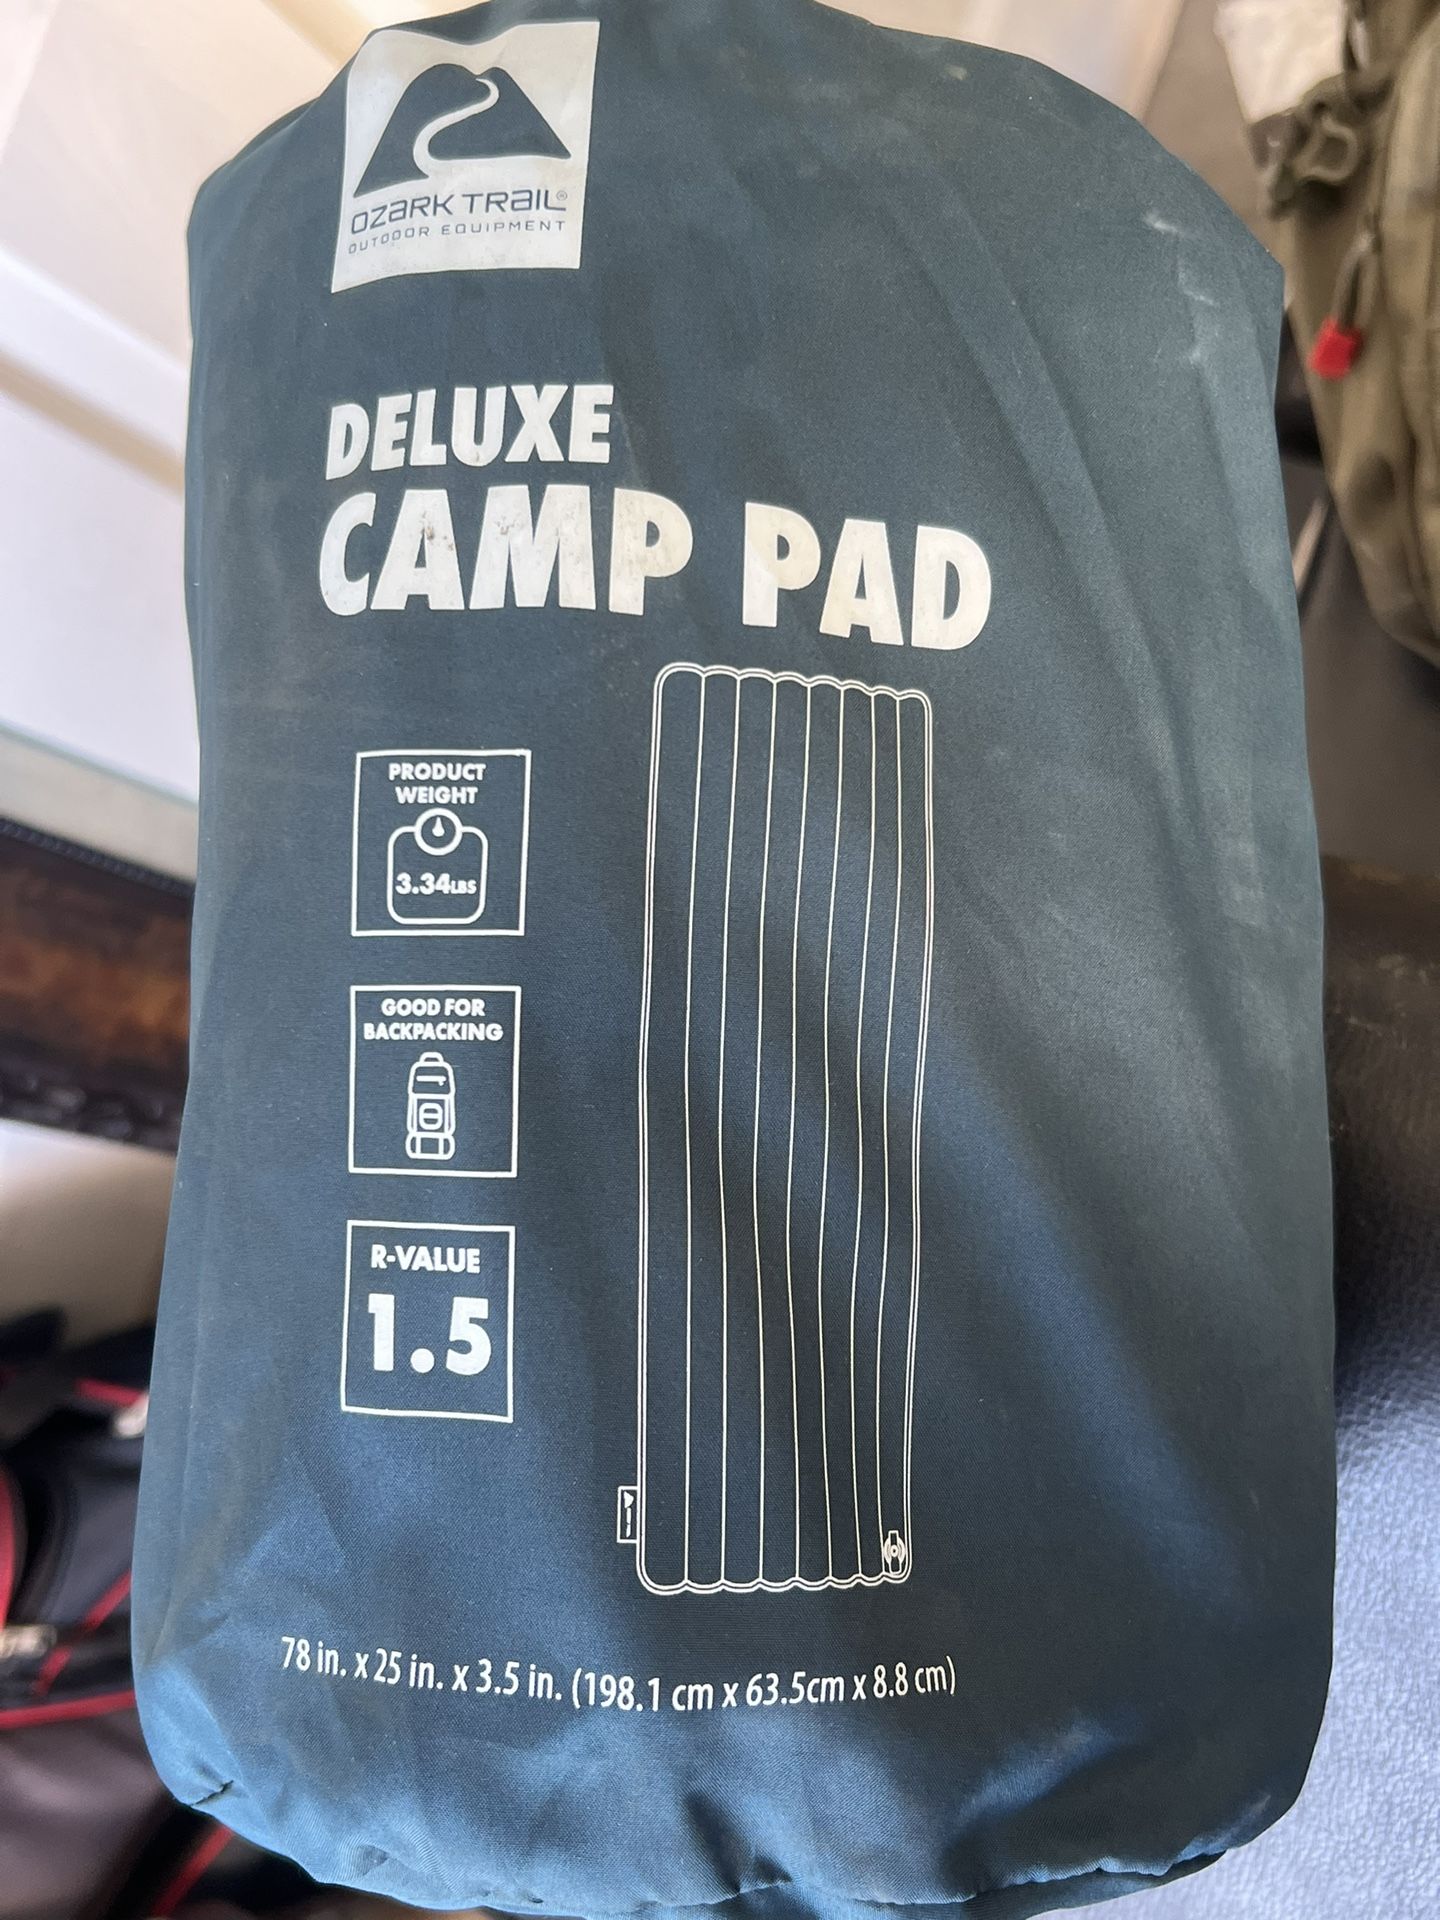 OZARK TRAIL®
OUTDOOR EQUIPMENT
DELUXE
CAMP PAD
PRODUCT
WEIGHT
3.34LBS
GOOD FOR
BACKPACKING
R-VALUE
1.5
78 in. x 25 in. x 3.5 in. (198.1 cm x 63.5cm x 8.8 cm)